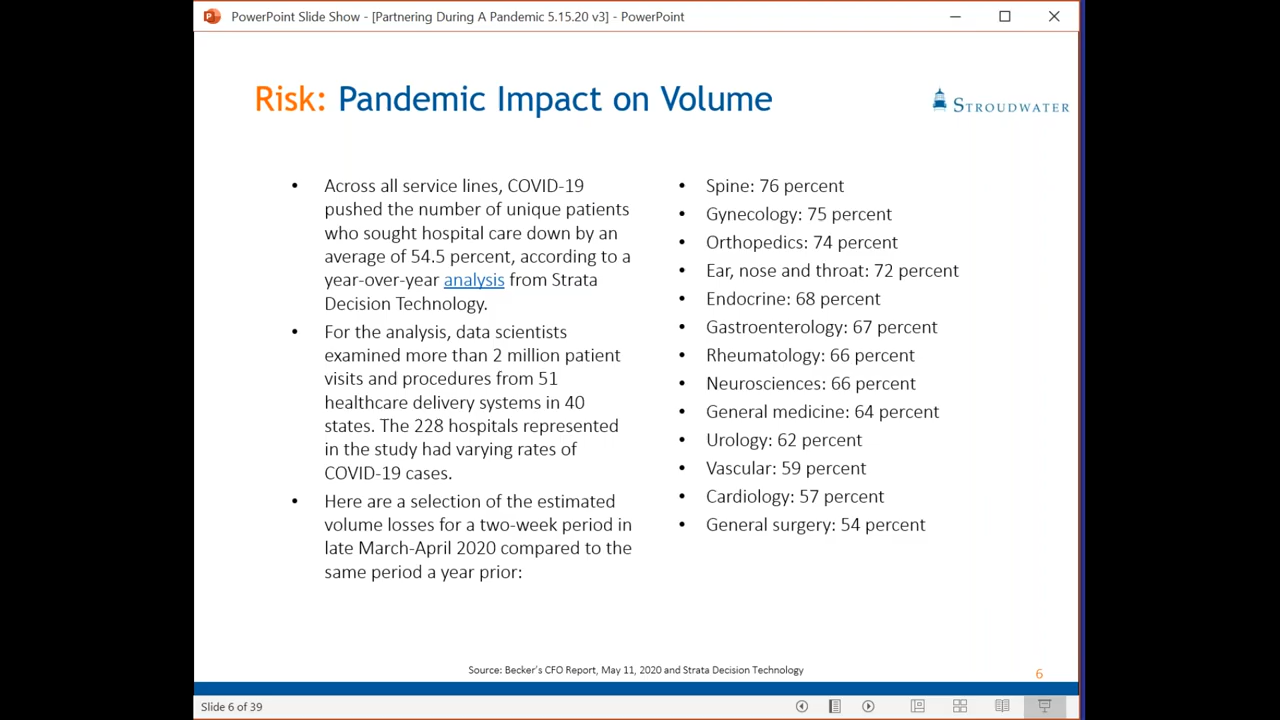 PowerPoint Slide Show - [Partnering During A Pandemic 5.15.20 v3] - PowerPoint
Risk: Pandemic Impact on Volume
STROUDWATER
• Across all service lines, COVID-19
pushed the number of unique patients
who sought hospital care down by an
average of 54.5 percent, according to a
year-over-year analysis from Strata
Decision Technology.
• For the analysis, data scientists
examined more than 2 million patient
visits and procedures from 51
healthcare delivery systems in 40
states. The 228 hospitals represented
in the study had varying rates of
COVID-19 cases.
• Here are a selection of the estimated
volume losses for a two-week period in
late March-April 2020 compared to the
same period a year prior:
• Spine: 76 percent
• Gynecology: 75 percent
• Orthopedics: 74 percent
• Ear, nose and throat: 72 percent
• Endocrine: 68 percent
• Gastroenterology: 67 percent
• Rheumatology: 66 percent
• Neurosciences: 66 percent
• General medicine: 64 percent
• Urology: 62 percent
• Vascular: 59 percent
• Cardiology: 57 percent
• General surgery: 54 percent
Source: Becker's CFO Report, May 11, 2020 and Strata Decision Technology
6
Slide 6 of 39